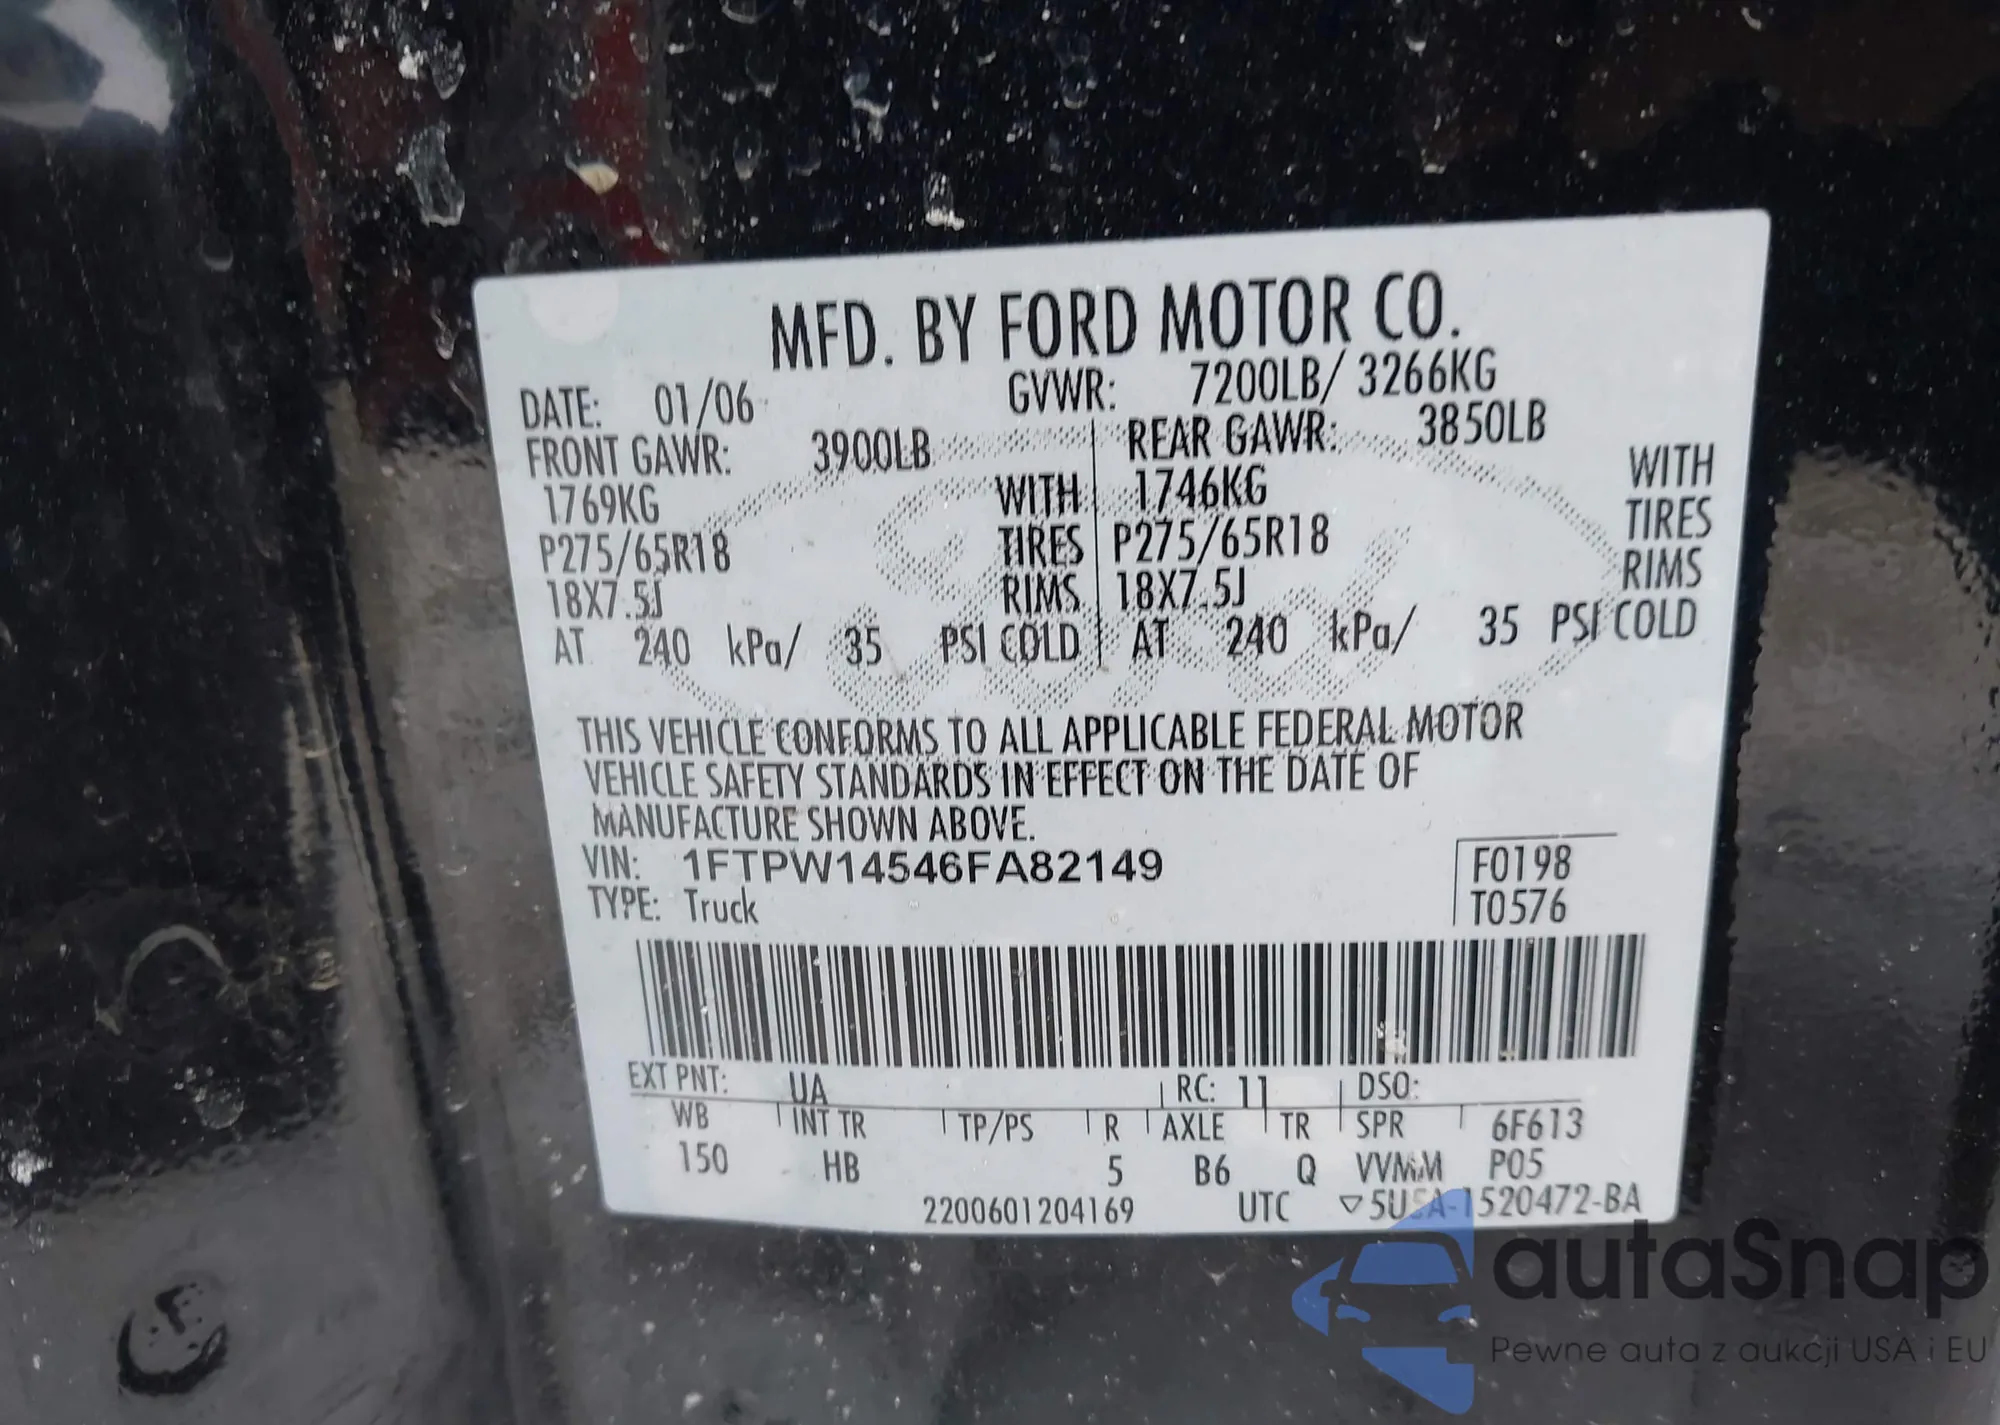 MFD. BY FORD MOTOR CO.
DATE: 01/06 GVWR: 7200LB/ 3266KG
FRONT GAWR: 3900LB REAR GAWR: 3850LB
1769KG WITH 1746KG WITH
P275/65R18 TIRES P275/65R18 TIRES
18X7.5J RIMS 18X7.5J RIMS
AT 240 kPa/ 35 PSI COLD AT 240 kPa/ 35 PSI COLD
THIS VEHICLE CONFORMS TO ALL APPLICABLE FEDERAL MOTOR
VEHICLE SAFETY STANDARDS IN EFFECT ON THE DATE OF
MANUFACTURE SHOWN ABOVE.
VIN: 1FTPW14546FA82149 F0198
TYPE: Truck T0576
EXT PNT: UA RC: 11 DSO:
WB INT TR TP/PS R AXLE TR SPR 6F613
150 HB 5 B6 Q VVMM P05
2200601204169 UTC ▽5U5A-1520472-BA
autaSnap
Pewne auta z aukcji USA i EU